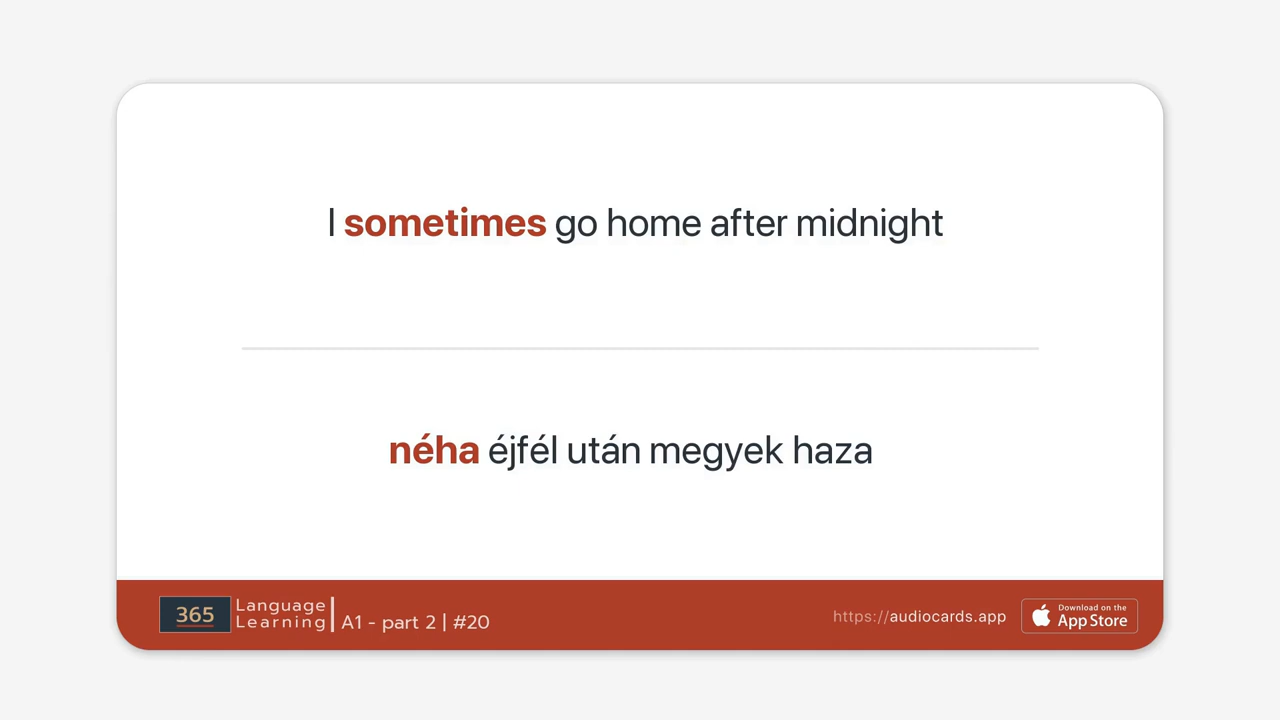 I sometimes go home after midnight
néha éjfél után megyek haza
365 Language Learning
A1 - part 2 | #20
https://audiocards.app
Download on the
App Store